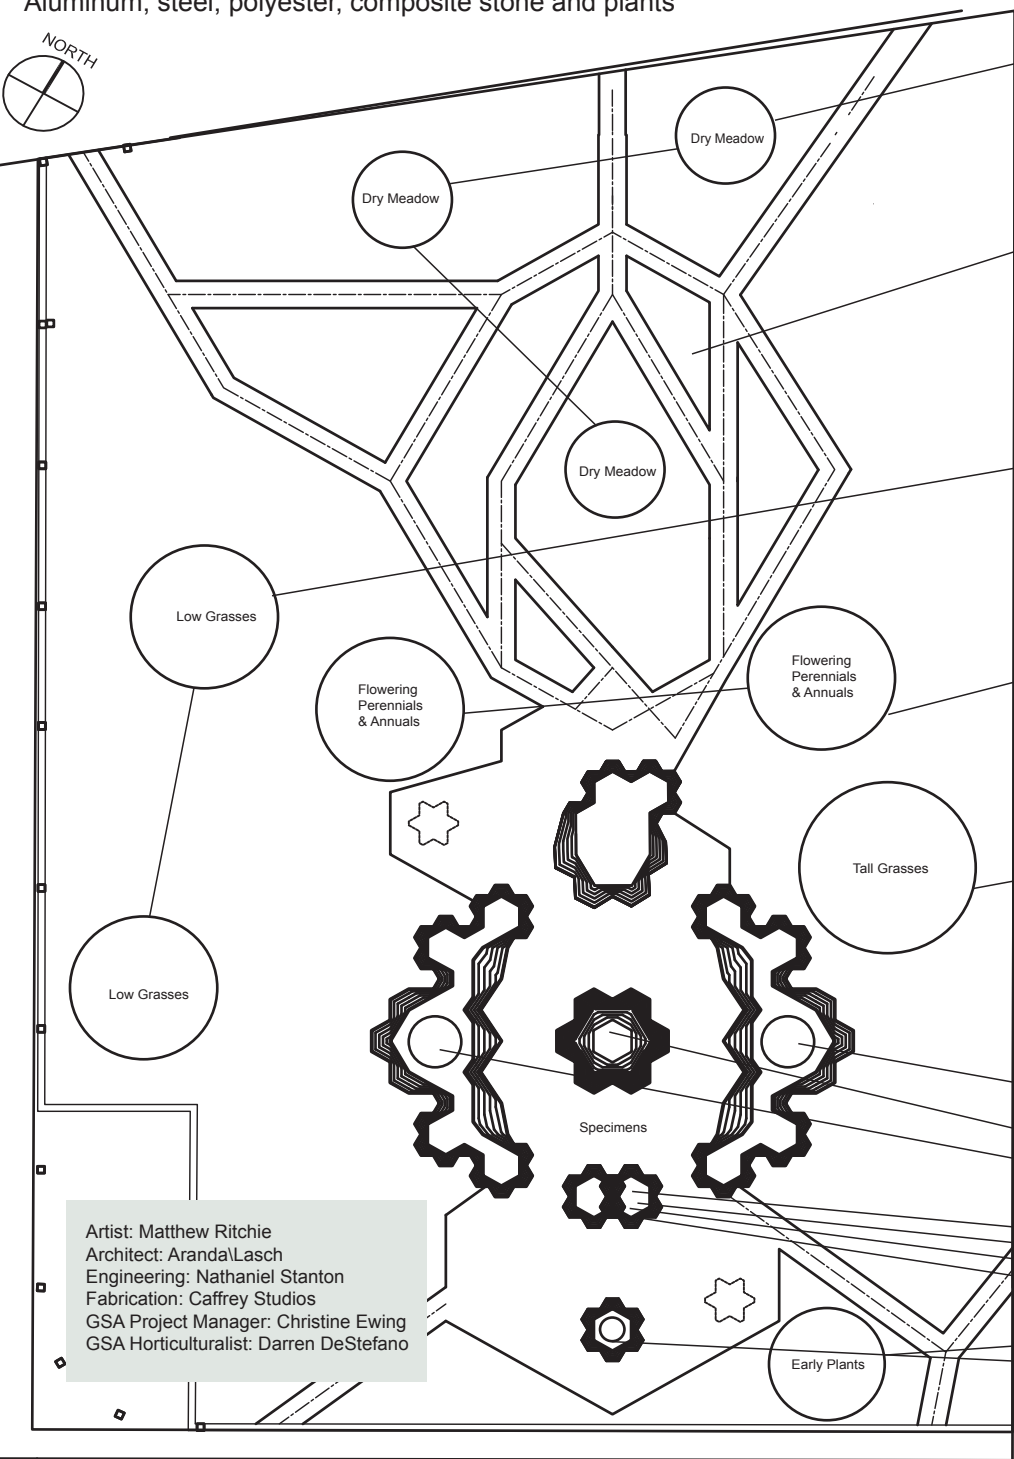 Aluminum, steel, polyester, composite stone and plants
NORTH
Dry Meadow
Dry Meadow
Dry Meadow
Low Grasses
Flowering
Perennials
& Annuals
Flowering
Perennials
& Annuals
Tall Grasses
Low Grasses
Specimens
Artist: Matthew Ritchie
Architect: Aranda\Lasch
Engineering: Nathaniel Stanton
Fabrication: Caffrey Studios
GSA Project Manager: Christine Ewing
GSA Horticulturalist: Darren DeStefano
Early Plants